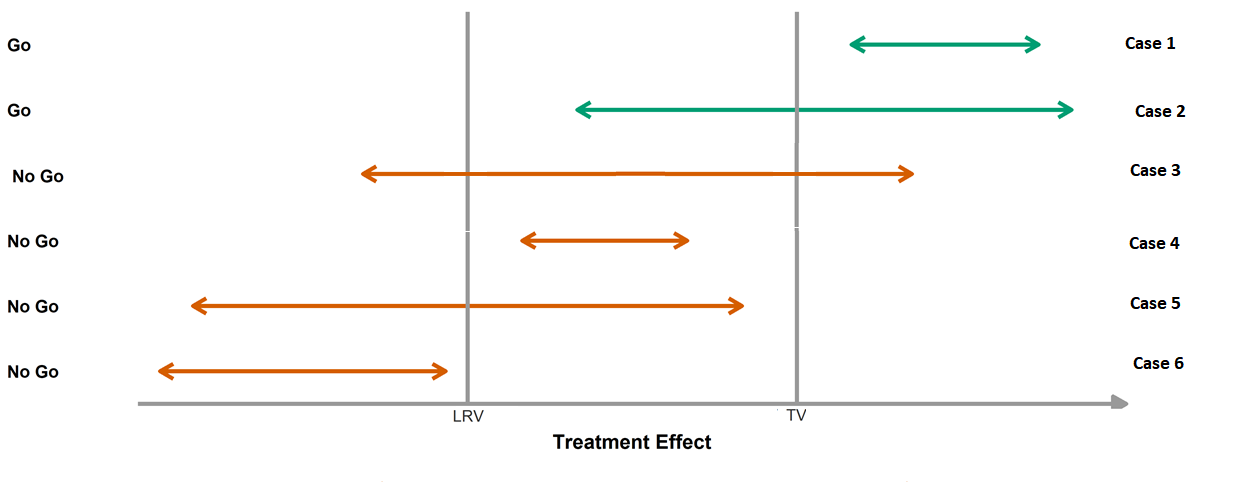 Go Case 1
Go Case 2
No Go Case 3
No Go Case 4
No Go Case 5
No Go Case 6
LRV TV
Treatment Effect